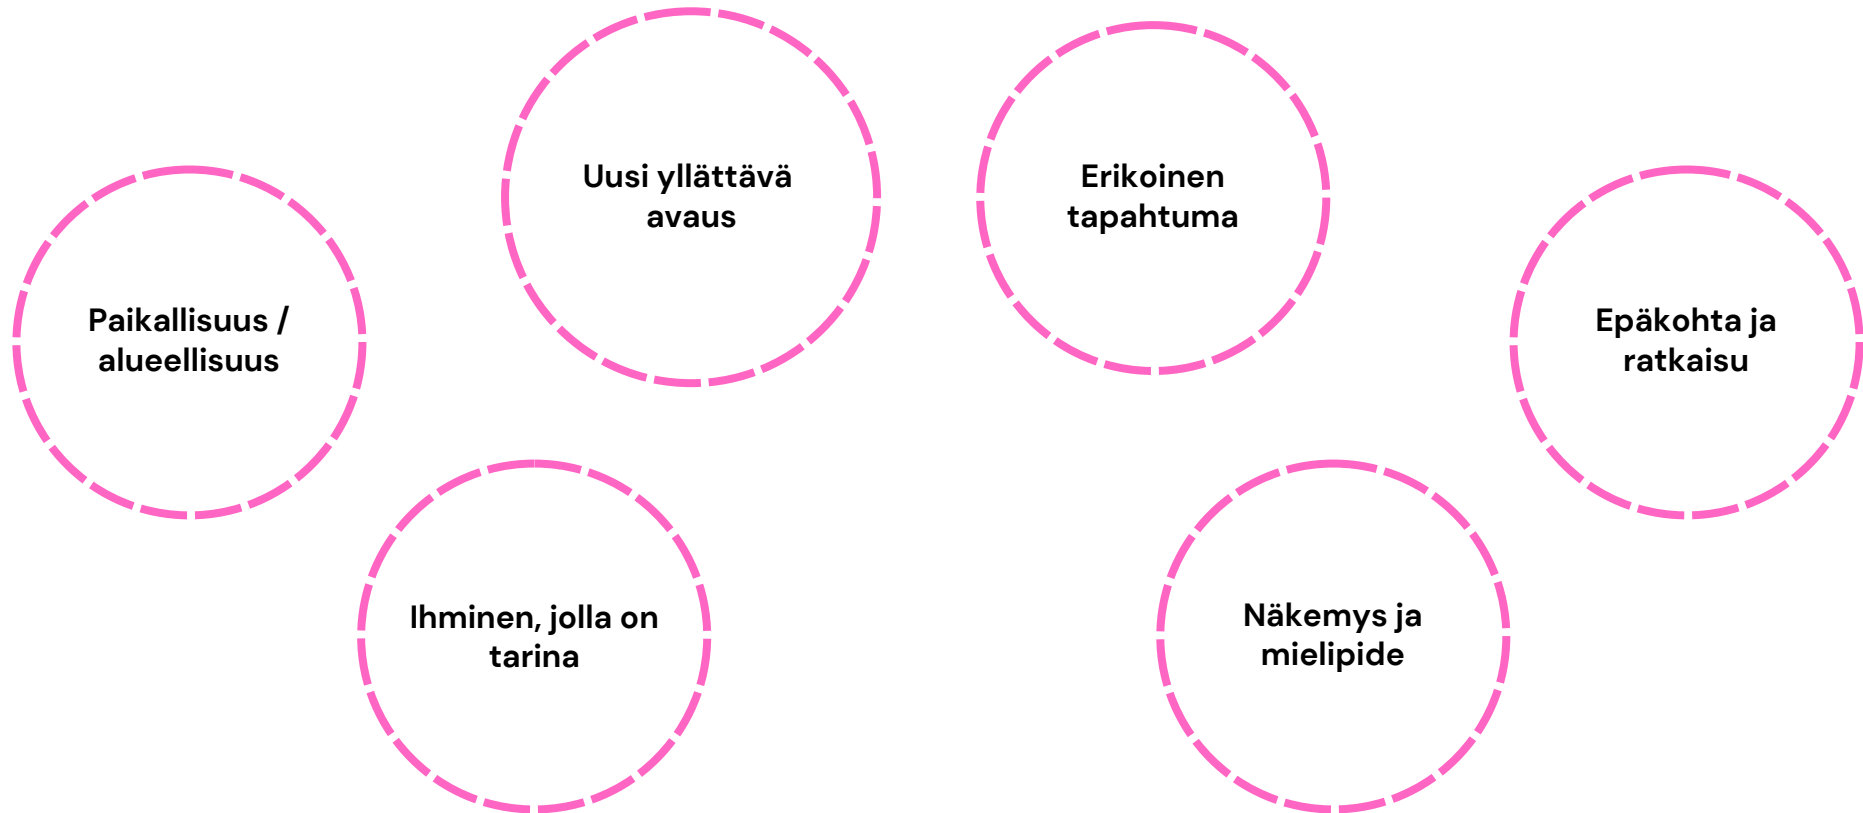 Uusi yllättävä
avaus
Erikoinen
tapahtuma
Paikallisuus /
alueellisuus
Epäkohta ja
ratkaisu
Ihminen, jolla on
tarina
Näkemys ja
mielipide